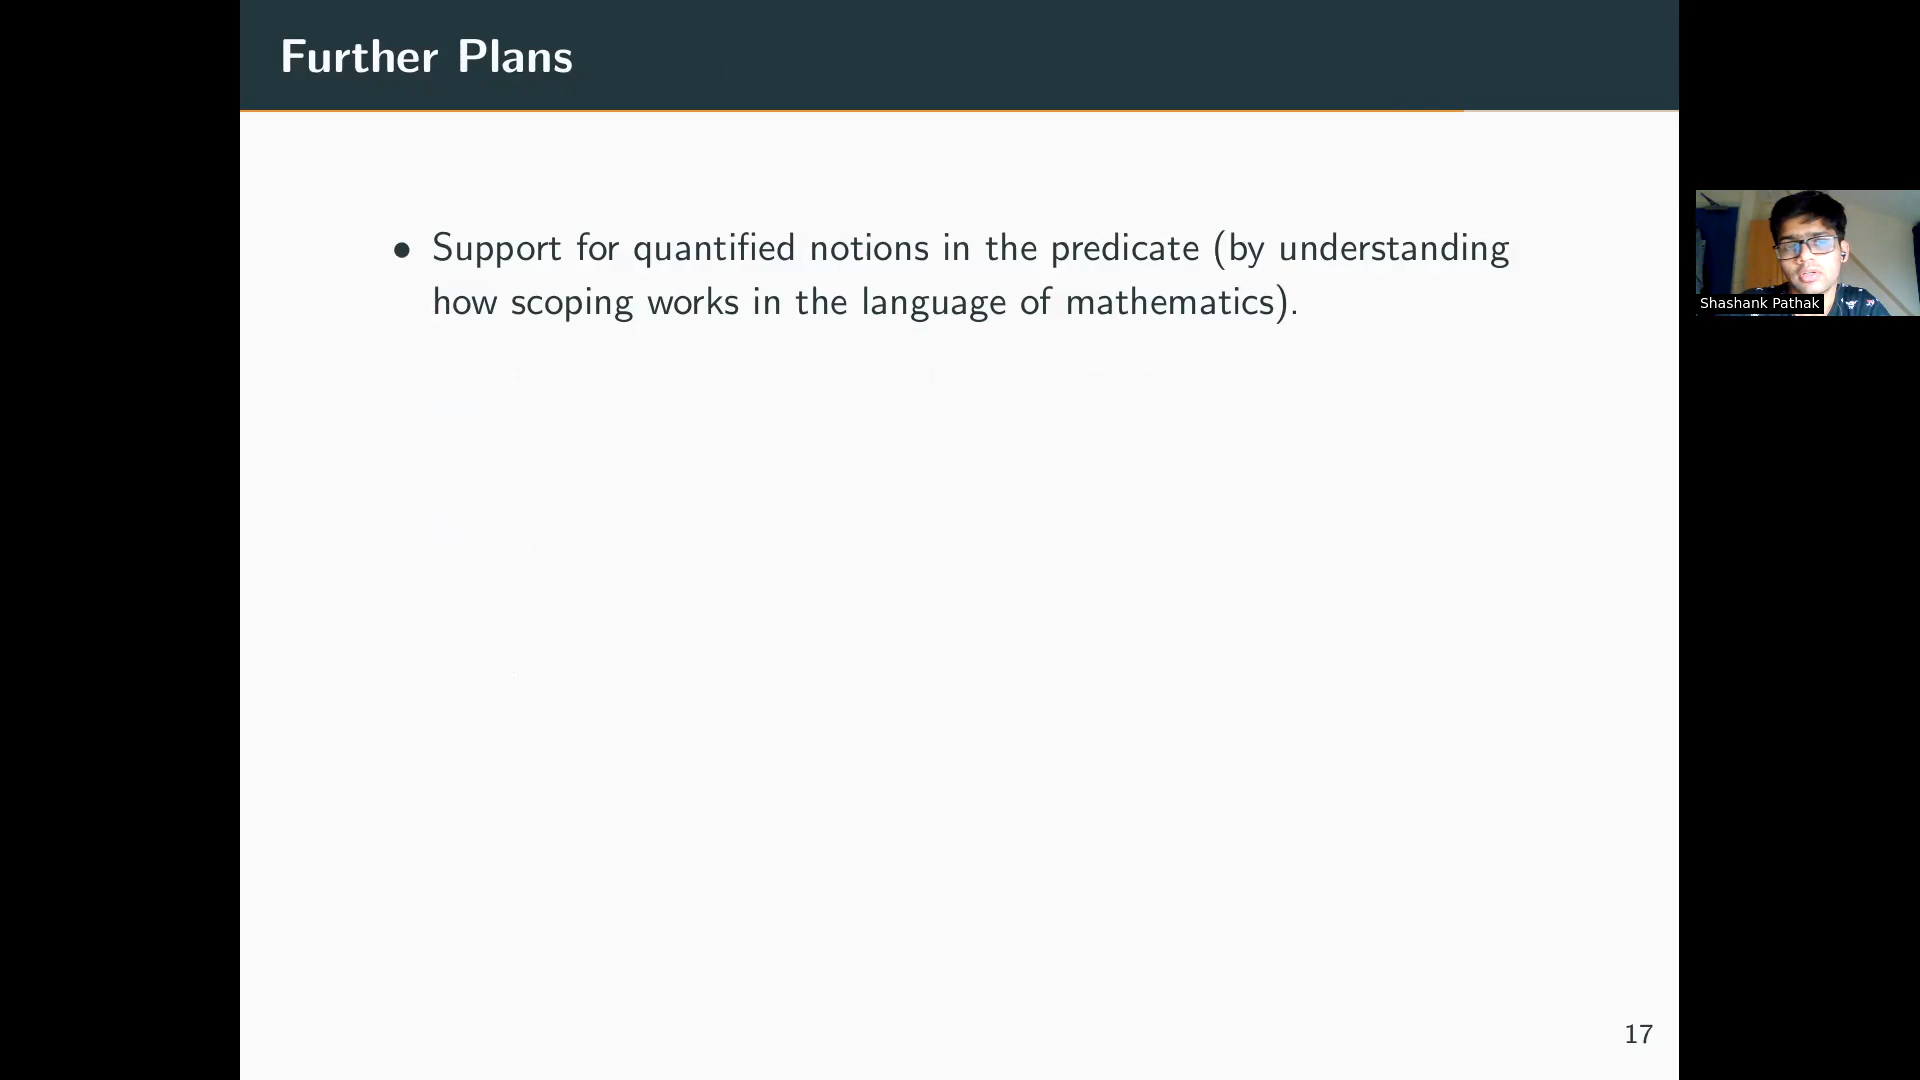 Further Plans
• Support for quantified notions in the predicate (by understanding
how scoping works in the language of mathematics).
Shashank Pathak
17